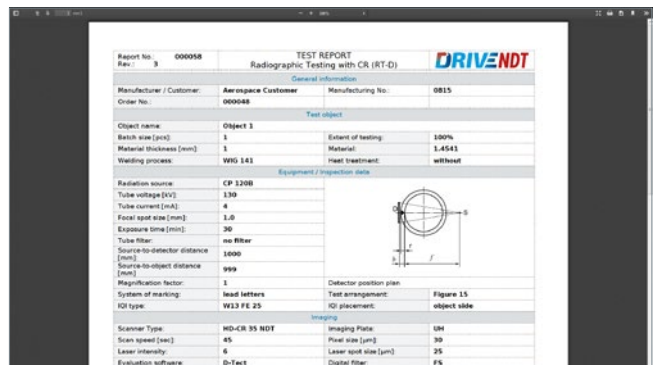 Report No.: 000058 TEST REPORT DRIVENDT
Rev.: 3 Radiographic Testing with CR (RT-D)
General information
Manufacturer / Customer: Aerospace Customer Manufacturing No.: 0815
Order No.: 000048
Test object
Object name: Object 1
Batch size [pcs]: 1 Extent of testing: 100%
Material thickness [mm]: 1 Material: 1.4541
Welding process: WIG 141 Heat treatment: without
Equipment / Inspection data
Radiation source: CP 120B
Tube voltage [kV]: 130
Tube current [mA]: 4
Focal spot size [mm]: 1.0
Exposure time [min]: 30
Tube filter: no filter
Source-to-detector distance [mm]: 1000
Source-to-object distance [mm]: 999
Magnification factor: 1 Detector position plan
System of marking: lead letters Test arrangement: Figure 15
IQI type: W13 FE 25 IQI placement: object side
Imaging
Scanner Type: HD-CR 35 NDT Imaging Plate: UH
Scan speed [sec]: 45 Pixel size [µm]: 30
Laser intensity: 6 Laser spot size [µm]: 25
Evaluation software: D-Tect Digital filter: FS